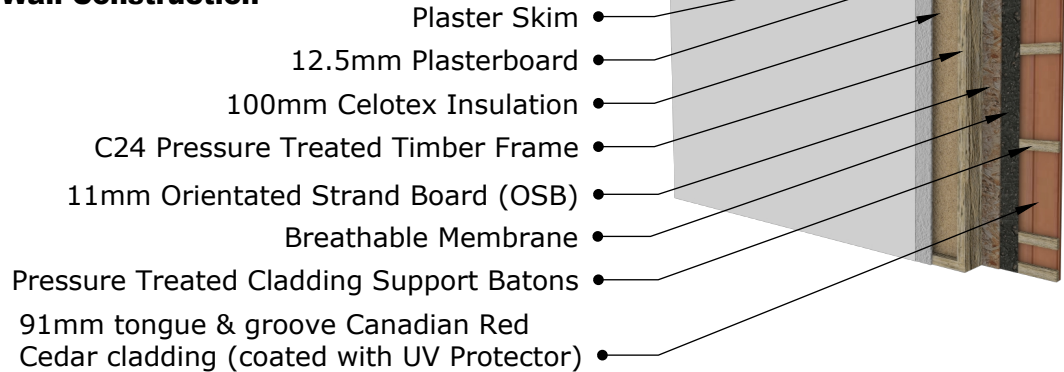 Wall Construction
Plaster Skim
12.5mm Plasterboard
100mm Celotex Insulation
C24 Pressure Treated Timber Frame
11mm Orientated Strand Board (OSB)
Breathable Membrane
Pressure Treated Cladding Support Batons
91mm tongue & groove Canadian Red
Cedar cladding (coated with UV Protector)